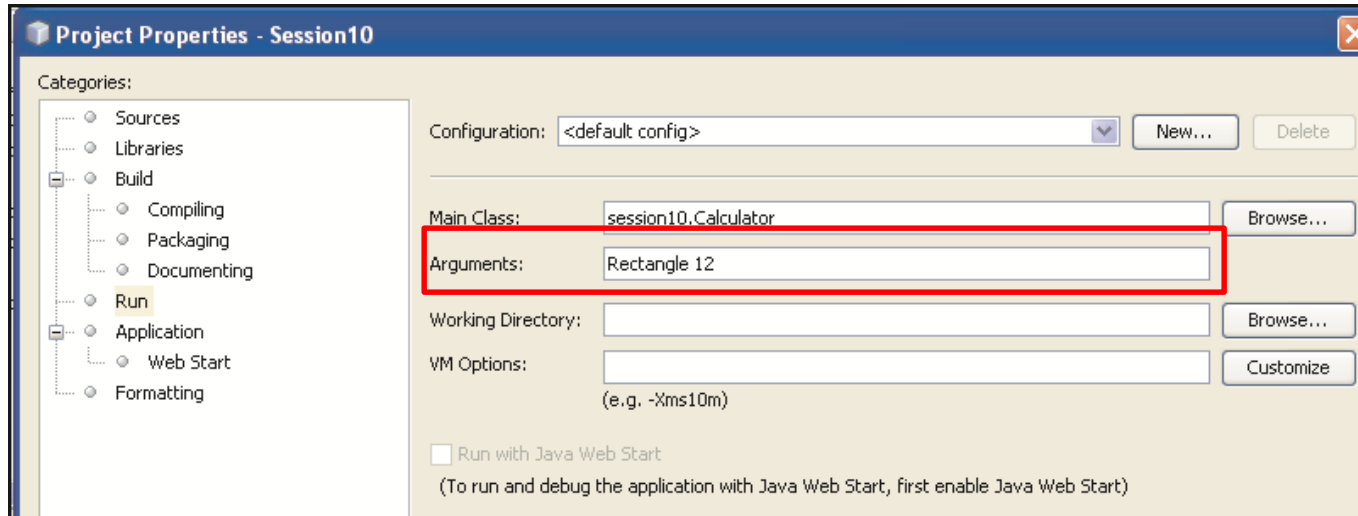 Project Properties - Session10
Categories:
Sources
Libraries
Build
Compiling
Packaging
Documenting
Run
Application
Web Start
Formatting
Configuration: <default config> New... Delete
Main Class: session10.Calculator Browse...
Arguments: Rectangle 12
Working Directory: Browse...
VM Options: Customize
(e.g. -Xms10m)
Run with Java Web Start
(To run and debug the application with Java Web Start, first enable Java Web Start)